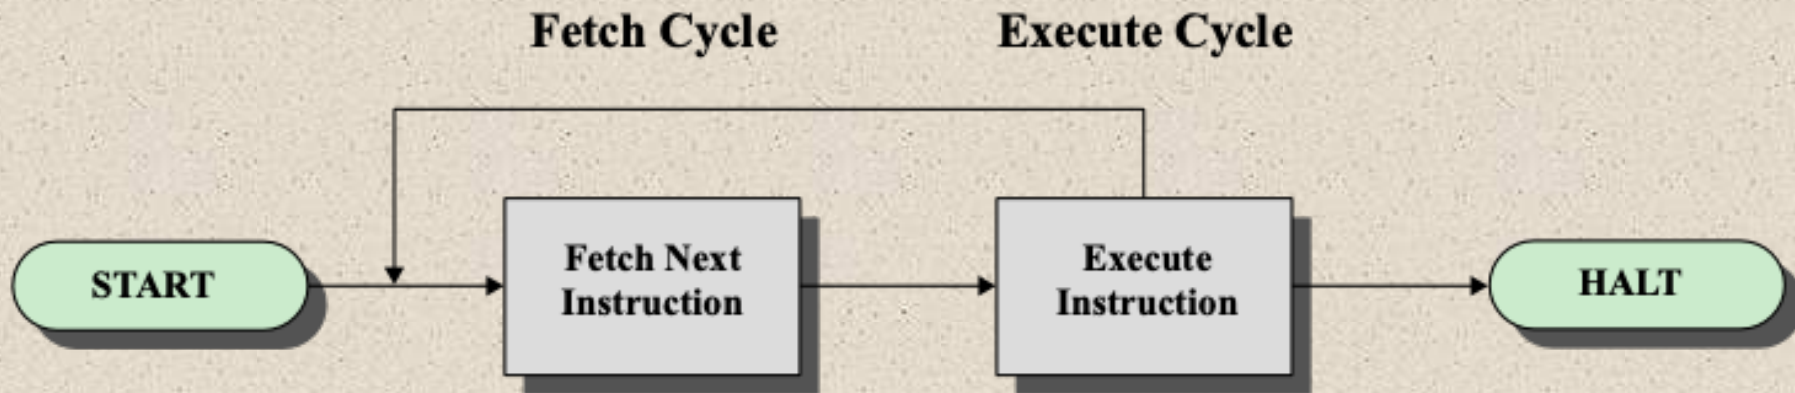 Fetch Cycle
Execute Cycle
START
Fetch Next
Instruction
Execute
Instruction
HALT